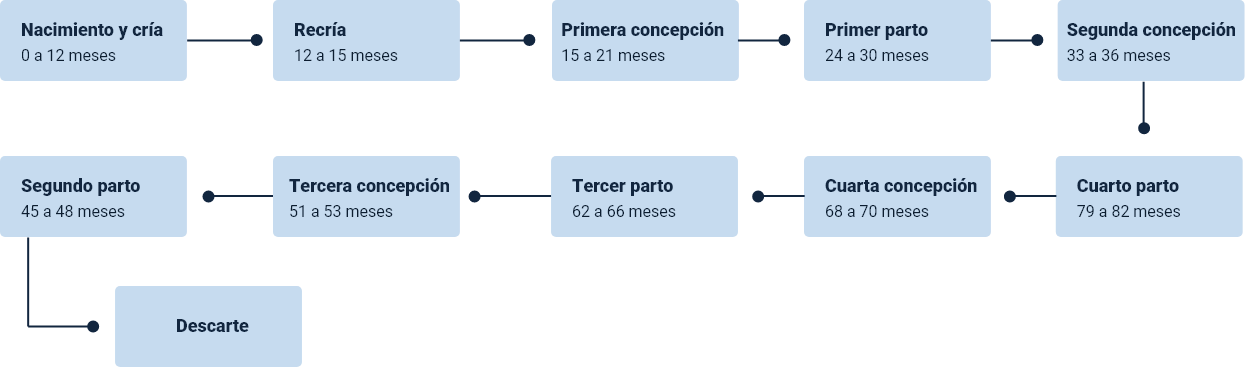 Nacimiento y cría
0 a 12 meses
Recría
12 a 15 meses
Primera concepción
15 a 21 meses
Primer parto
24 a 30 meses
Segunda concepción
33 a 36 meses
Segundo parto
45 a 48 meses
Tercera concepción
51 a 53 meses
Tercer parto
62 a 66 meses
Cuarta concepción
68 a 70 meses
Cuarto parto
79 a 82 meses
Descarte